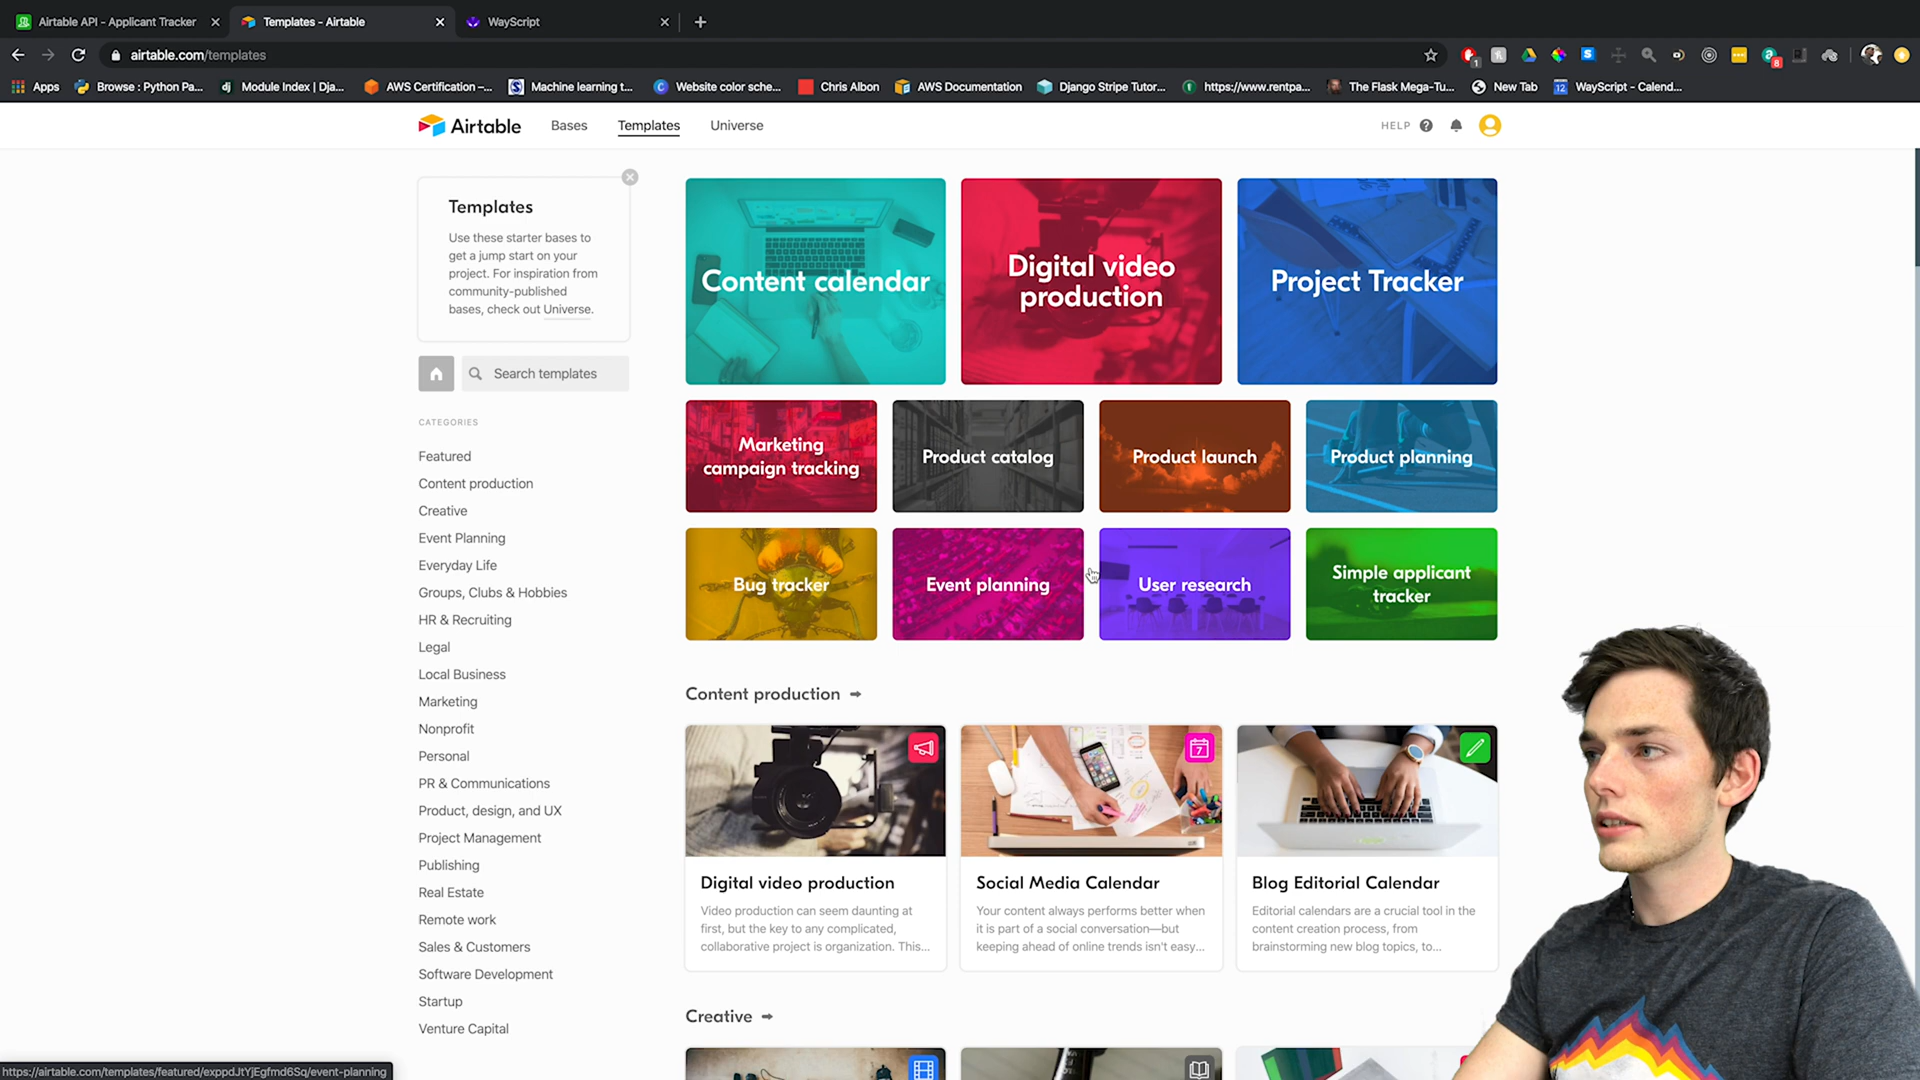 Airtable API - Applicant Tracker
Templates - Airtable
WayScript
airtable.com/templates
1
8
Apps
Browse : Python Pa...
Module Index | Dja...
AWS Certification –...
Machine learning t...
Website color sche...
Chris Albon
AWS Documentation
Django Stripe Tutor...
https://www.rentpa...
The Flask Mega-Tu...
New Tab
12
WayScript - Calend...
Airtable
Bases
Templates
Universe
HELP
Templates
Use these starter bases to
get a jump start on your
project. For inspiration from
community-published
bases, check out Universe.
Search templates
CATEGORIES
Featured
Content production
Creative
Event Planning
Everyday Life
Groups, Clubs & Hobbies
HR & Recruiting
Legal
Local Business
Marketing
Nonprofit
Personal
PR & Communications
Product, design, and UX
Project Management
Publishing
Real Estate
Remote work
Sales & Customers
Software Development
Startup
Venture Capital
Content calendar
Digital video
production
Project Tracker
Marketing
campaign tracking
Product catalog
Product launch
Product planning
Bug tracker
Event planning
User research
Simple applicant
tracker
Content production
7
Digital video production
Video production can seem daunting at
first, but the key to any complicated,
collaborative project is organization. This...
Social Media Calendar
Your content always performs better when
it is part of a social conversation—but
keeping ahead of online trends isn't easy...
Blog Editorial Calendar
Editorial calendars are a crucial tool in the
content creation process, from
brainstorming new blog topics, to...
Creative
https://airtable.com/templates/featured/exppdJtYjEgfmd6Sq/event-planning